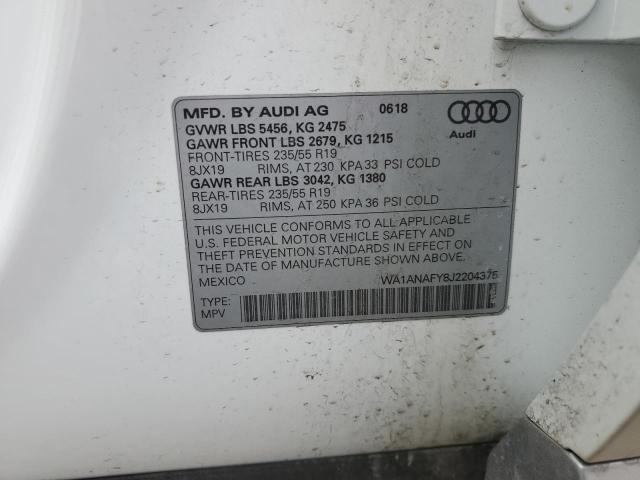 MFD. BY AUDI AG 0618
GVWR LBS 5456, KG 2475
GAWR FRONT LBS 2679, KG 1215
FRONT-TIRES 235/55 R19
8JX19 RIMS, AT 230 KPA 33 PSI COLD
GAWR REAR LBS 3042, KG 1380
REAR-TIRES 235/55 R19
8JX19 RIMS, AT 250 KPA 36 PSI COLD
Audi
THIS VEHICLE CONFORMS TO ALL APPLICABLE
U.S. FEDERAL MOTOR VEHICLE SAFETY AND
THEFT PREVENTION STANDARDS IN EFFECT ON
THE DATE OF MANUFACTURE SHOWN ABOVE.
MEXICO WA1ANAFY8J2204375
TYPE:
MPV